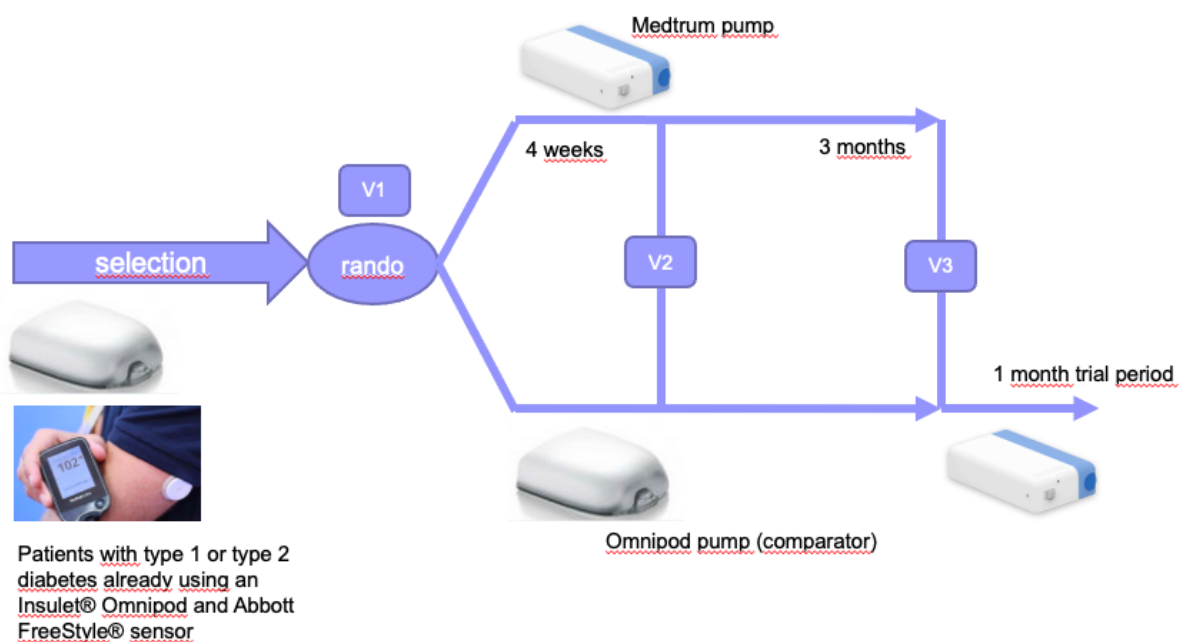 Medtrum pump
4 weeks
3 months
V1
selection
rando
V2
V3
1 month trial period
102
Omnipod pump (comparator)
Patients with type 1 or type 2
diabetes already using an
Insulet® Omnipod and Abbott
FreeStyle® sensor